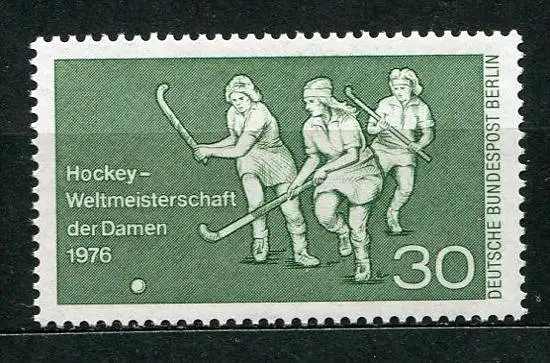 Hockey-
Weltmeisterschaft
der Damen
1976
30
DEUTSCHE BUNDESPOST BERLIN